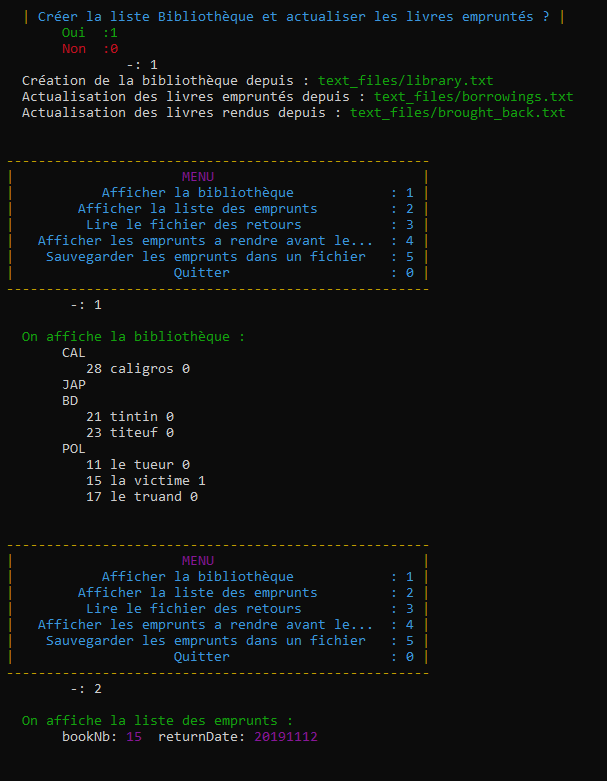 | Créer la liste Bibliothèque et actualiser les livres empruntés ? |
Oui :1
Non :0
-: 1
Création de la bibliothèque depuis : text_files/library.txt
Actualisation des livres empruntés depuis : text_files/borrowings.txt
Actualisation des livres rendus depuis : text_files/brought_back.txt
-----------------------------------------------------
| MENU |
| Afficher la bibliothèque : 1 |
| Afficher la liste des emprunts : 2 |
| Lire le fichier des retours : 3 |
| Afficher les emprunts a rendre avant le... : 4 |
| Sauvegarder les emprunts dans un fichier : 5 |
| Quitter : 0 |
-----------------------------------------------------
-: 1
On affiche la bibliothèque :
CAL
28 caligros 0
JAP
BD
21 tintin 0
23 titeuf 0
POL
11 le tueur 0
15 la victime 1
17 le truand 0
-----------------------------------------------------
| MENU |
| Afficher la bibliothèque : 1 |
| Afficher la liste des emprunts : 2 |
| Lire le fichier des retours : 3 |
| Afficher les emprunts a rendre avant le... : 4 |
| Sauvegarder les emprunts dans un fichier : 5 |
| Quitter : 0 |
-----------------------------------------------------
-: 2
On affiche la liste des emprunts :
bookNb: 15 returnDate: 20191112